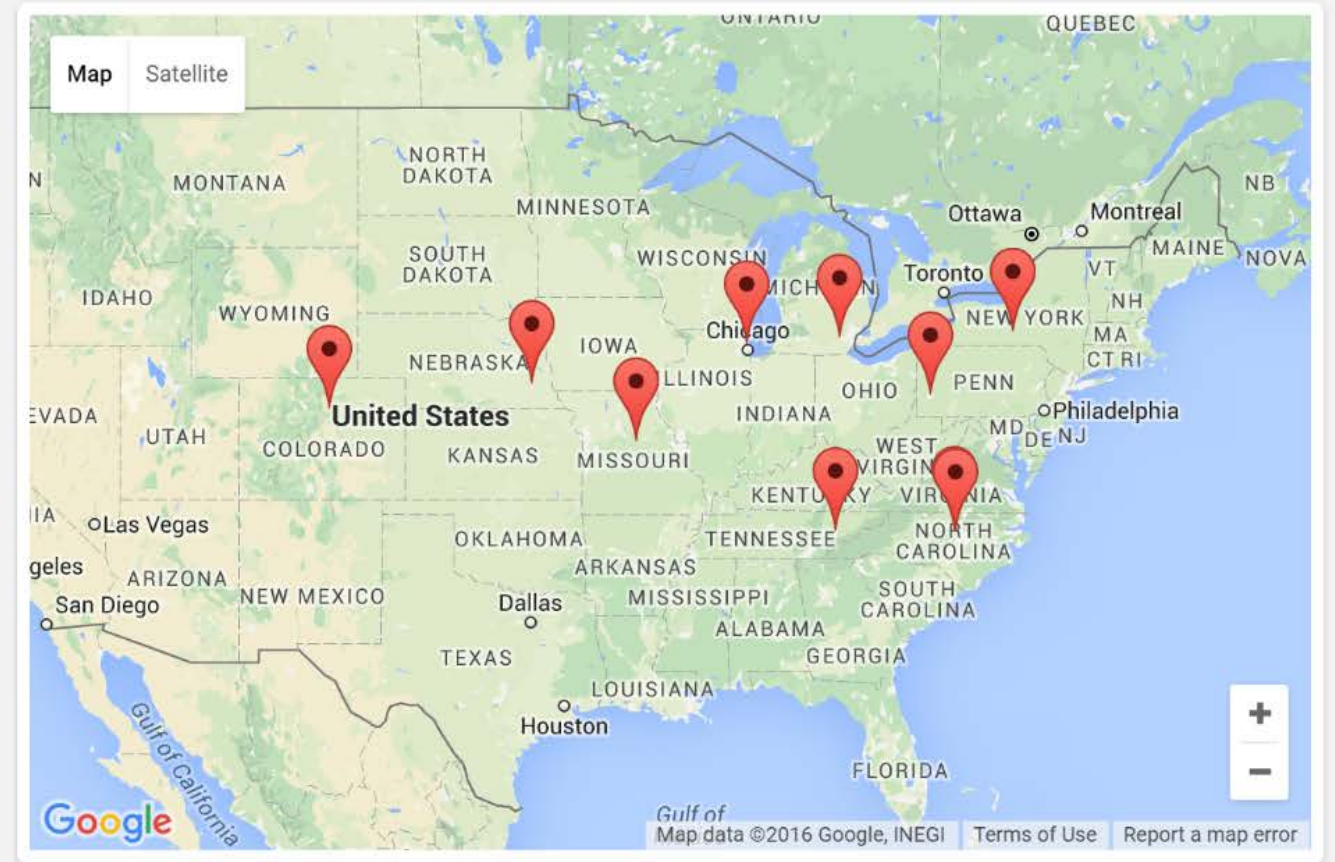 ONTARIO
QUEBEC
Map
Satellite
NORTH
DAKOTA
MONTANA
NB
MINNESOTA
Ottawa
Montreal
MAINE
NOVA
SOUTH
DAKOTA
WISCONSIN
Toronto
VT
IDAHO
WYOMING
NH
NEW YORK
Chicago
MA
IOWA
NEBRASKA
CT RI
ILLINOIS
OHIO
PENN
United States
EVADA
UTAH
INDIANA
Philadelphia
MD
DE
NJ
COLORADO
KANSAS
MISSOURI
WEST
VIRGIN
KENTU KY
VIRGINIA
IA
Las Vegas
OKLAHOMA
TENNESSEE
NORTH
CAROLINA
geles
ARIZONA
NEW MEXICO
ARKANSAS
San Diego
Dallas
MISSISSIPPI
SOUTH
CAROLINA
ALABAMA
TEXAS
GEORGIA
LOUISIANA
Houston
Gulf of California
FLORIDA
+
−
Google
Gulf of
Map data ©2016 Google, INEGI
Terms of Use
Report a map error